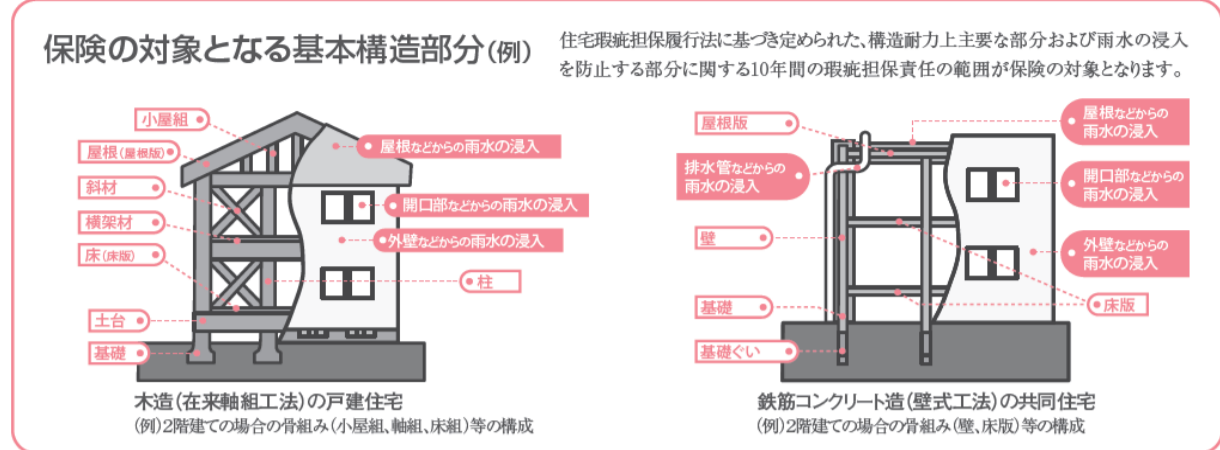 保険の対象となる基本構造部分(例)
住宅瑕疵担保履行法に基づき定められた、構造耐力上主要な部分および雨水の浸入
を防止する部分に関する10年間の瑕疵担保責任の範囲が保険の対象となります。
小屋組
屋根(屋根版)
斜材
横架材
床(床版)
土台
基礎
屋根などからの雨水の浸入
開口部などからの雨水の浸入
外壁などからの雨水の浸入
柱
木造(在来軸組工法)の戸建住宅
(例)2階建ての場合の骨組み(小屋組、軸組、床組)等の構成
屋根版
排水管などからの
雨水の浸入
壁
基礎
基礎ぐい
屋根などからの
雨水の浸入
開口部などからの
雨水の浸入
外壁などからの
雨水の浸入
床版
鉄筋コンクリート造(壁式工法)の共同住宅
(例)2階建ての場合の骨組み(壁、床版)等の構成